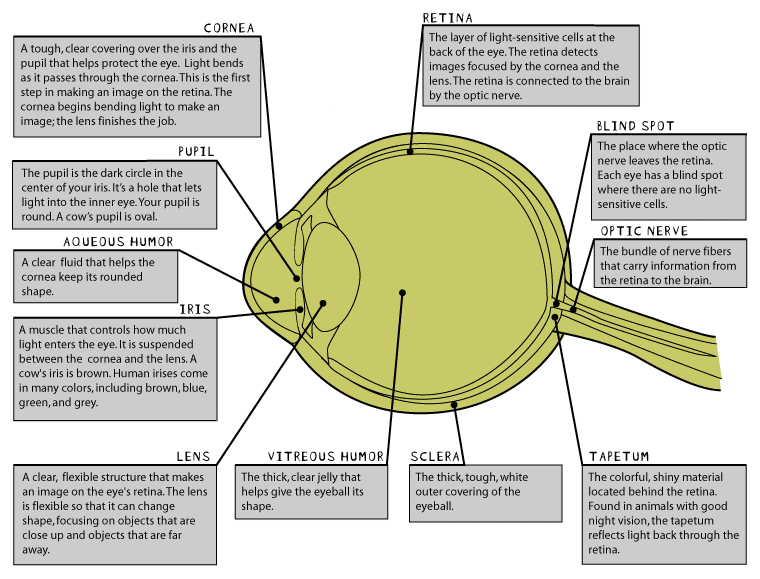 CORNEA
A tough, clear covering over the iris and the
pupil that helps protect the eye. Light bends
as it passes through the cornea. This is the first
step in making an image on the retina. The
cornea begins bending light to make an
image; the lens finishes the job.
PUPIL
The pupil is the dark circle in the
center of your iris. It's a hole that lets
light into the inner eye. Your pupil is
round. A cow's pupil is oval.
AQUEOUS HUMOR
A clear fluid that helps the
cornea keep its rounded
shape.
IRIS
A muscle that controls how much
light enters the eye. It is suspended
between the cornea and the lens. A
cow's iris is brown. Human irises come
in many colors, including brown, blue,
green, and grey.
LENS
A clear, flexible structure that makes
an image on the eye's retina. The lens
is flexible so that it can change
shape, focusing on objects that are
close up and objects that are far
away.
VITREOUS HUMOR
The thick, clear jelly that
helps give the eyeball its
shape.
SCLERA
The thick, tough, white
outer covering of the
eyeball.
RETINA
The layer of light-sensitive cells at the
back of the eye. The retina detects
images focused by the cornea and the
lens. The retina is connected to the brain
by the optic nerve.
BLIND SPOT
The place where the optic
nerve leaves the retina.
Each eye has a blind spot
where there are no light-
sensitive cells.
OPTIC NERVE
The bundle of nerve fibers
that carry information from
the retina to the brain.
TAPETUM
The colorful, shiny material
located behind the retina.
Found in animals with good
night vision, the tapetum
reflects light back through the
retina.